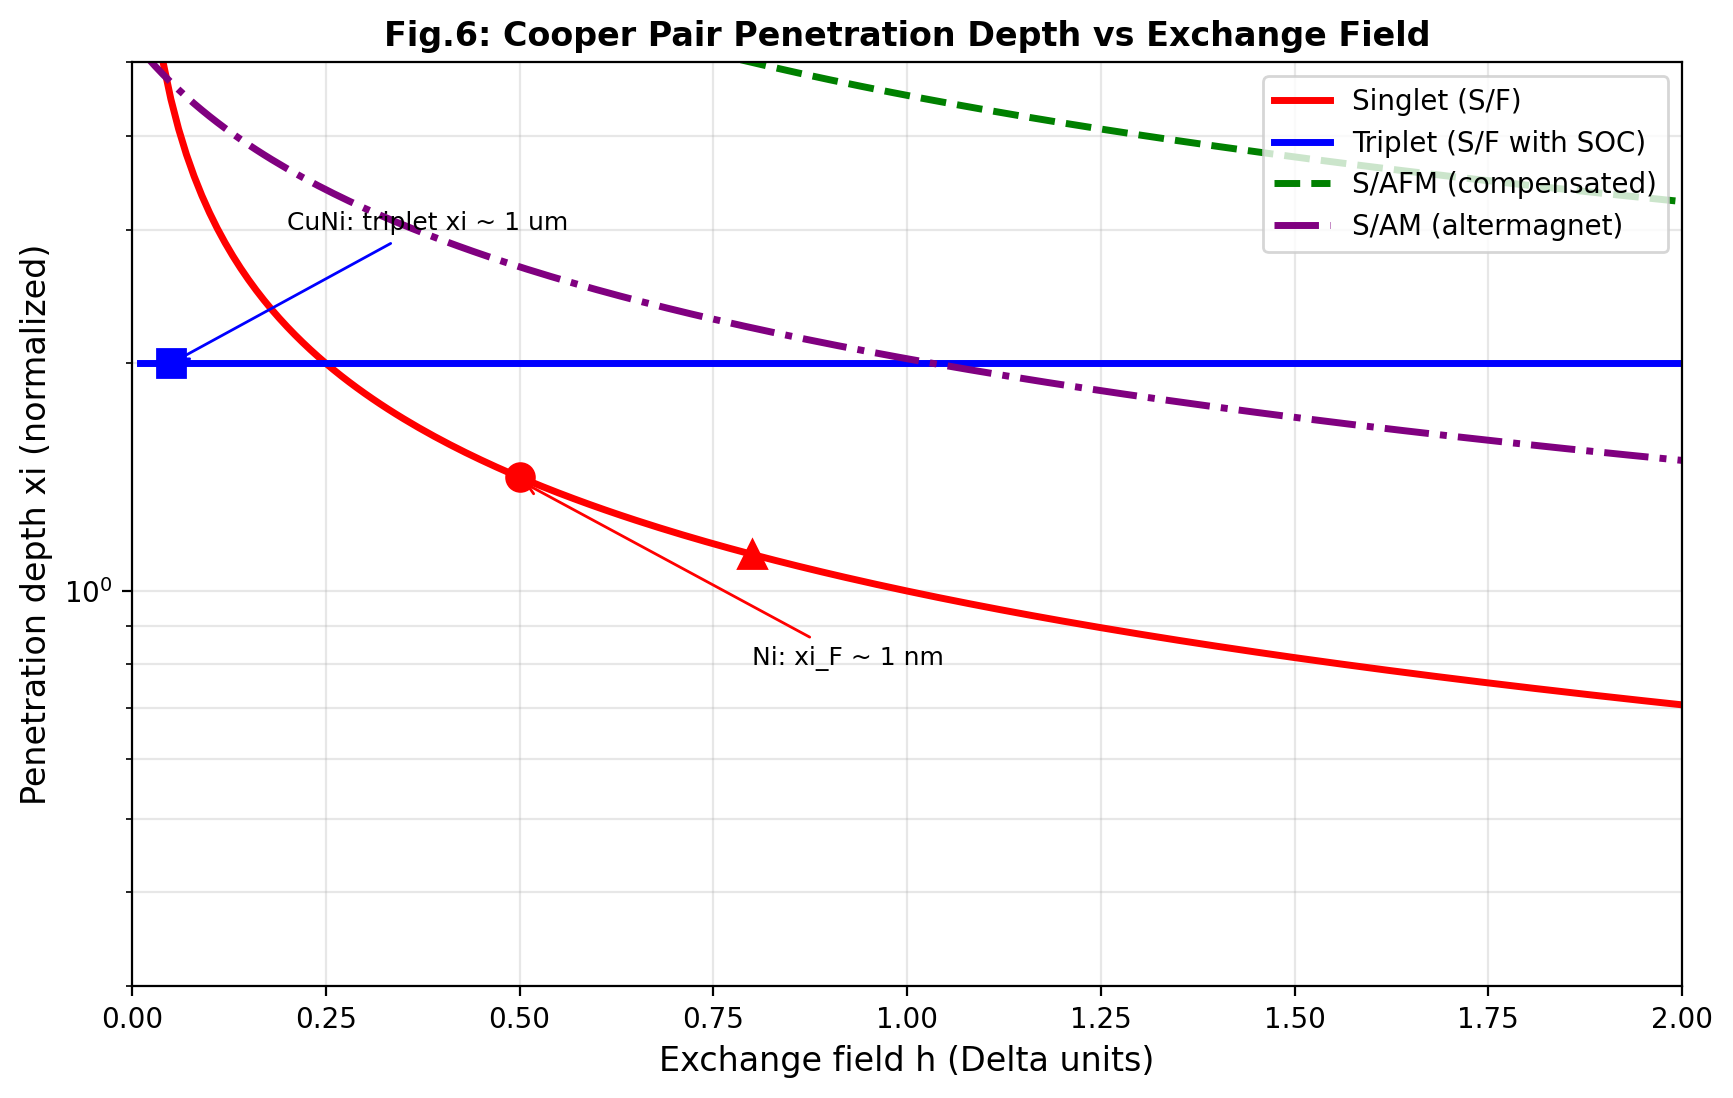 Fig.6: Cooper Pair Penetration Depth vs Exchange Field
Singlet (S/F)
Triplet (S/F with SOC)
S/AFM (compensated)
S/AM (altermagnet)
CuNi: triplet xi ~ 1 um
Ni: xi_F ~ 1 nm
Penetration depth xi (normalized)
10⁰
0.00 0.25 0.50 0.75 1.00 1.25 1.50 1.75 2.00
Exchange field h (Delta units)